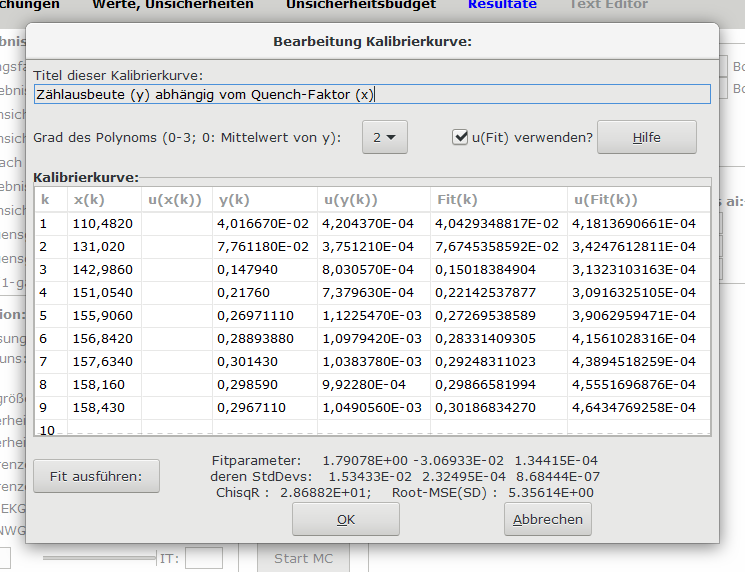 chungen Werte, Unsicherheiten Unsicherheitsbudget Resultate Text Editor
Bearbeitung Kalibrierkurve:
Titel dieser Kalibrierkurve:
Zählausbeute (y) abhängig vom Quench-Faktor (x)
Grad des Polynoms (0-3; 0: Mittelwert von y): 2 u(Fit) verwenden? Hilfe
Kalibrierkurve:
k x(k) u(x(k)) y(k) u(y(k)) Fit(k) u(Fit(k))
1 110,4820 4,016670E-02 4,204370E-04 4,0429348817E-02 4,1813690661E-04
2 131,020 7,761180E-02 3,751210E-04 7,6745358592E-02 3,4247612811E-04
3 142,9860 0,147940 8,030570E-04 0,15018384904 3,1323103163E-04
4 151,0540 0,21760 7,379630E-04 0,22142537877 3,0916325105E-04
5 155,9060 0,26971110 1,1225470E-03 0,27269538589 3,9062959471E-04
6 156,8420 0,28893880 1,0979420E-03 0,28331409305 4,1561028316E-04
7 157,6340 0,301430 1,0383780E-03 0,29248311023 4,3894518259E-04
8 158,160 0,298590 9,92280E-04 0,29866581994 4,5551696876E-04
9 158,430 0,2967110 1,0490560E-03 0,30186834270 4,6434769258E-04
10
Fit ausführen:
Fitparameter: 1.79078E+00 -3.06933E-02 1.34415E-04
deren StdDevs: 1.53433E-02 2.32495E-04 8.68444E-07
ChisqR : 2.86882E+01; Root-MSE(SD) : 5.35614E+00
OK Abbrechen
IT: Start MC